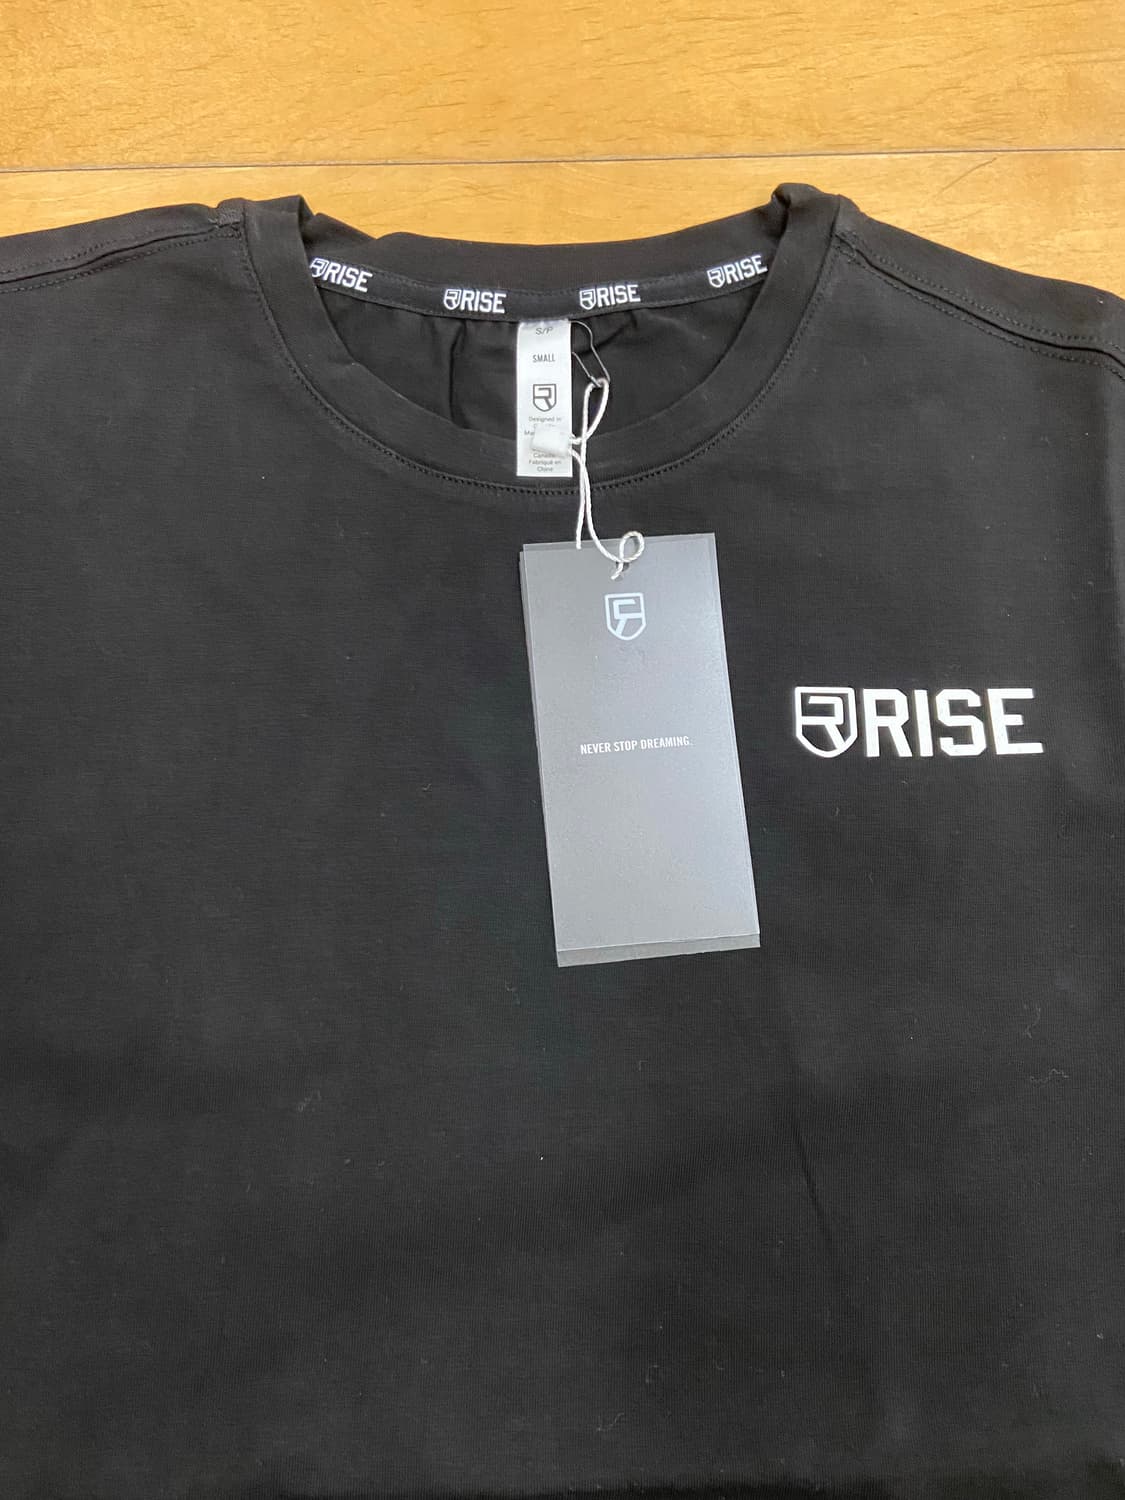 RISE
RISE
RISE
RISE
S/P
SMALL
Designed in
Canada
Fabriqué en
Chine
NEVER STOP DREAMING.
RISE